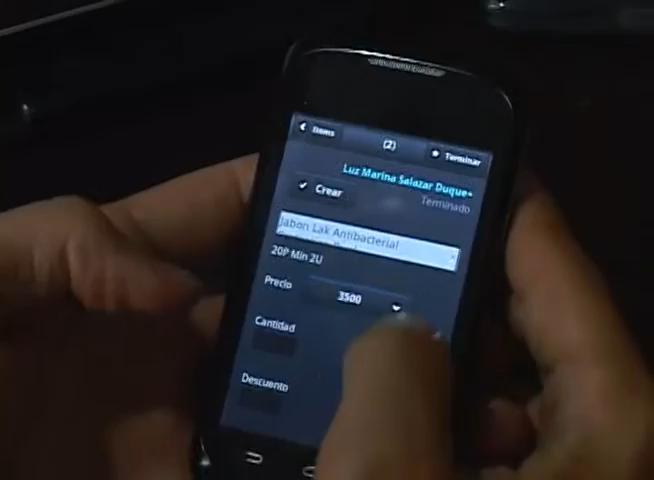 Items
(2)
Terminar
Luz Marina Salazar Duque
Terminado
Crear
Jabon Lak Antibacterial
20P Min 2U
Precio
3500
Cantidad
Descuento